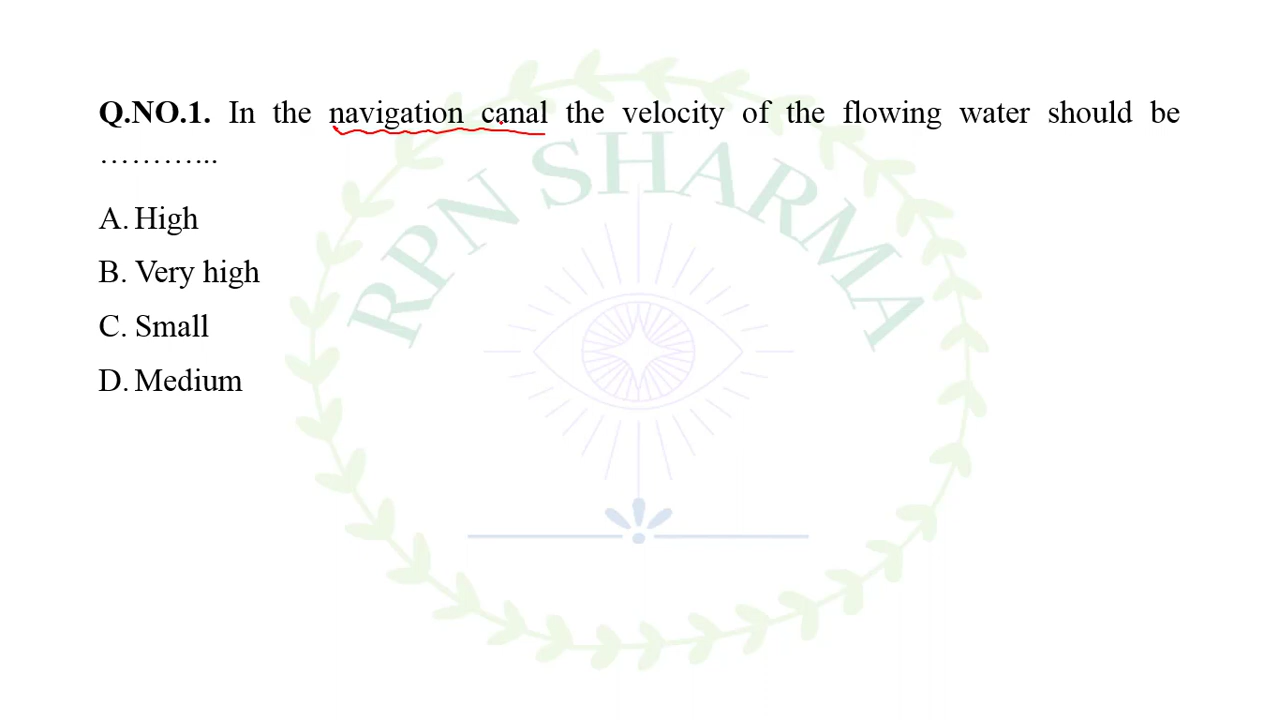 Q.NO.1. In the navigation canal the velocity of the flowing water should be
………...
A. High
B. Very high
C. Small
D. Medium
RPN SHARMA